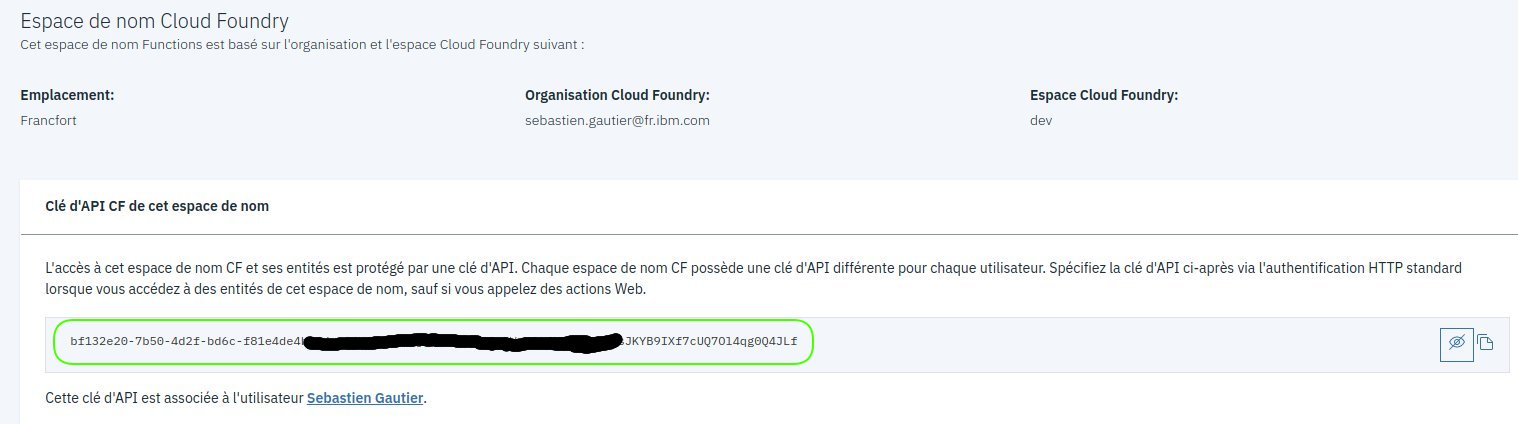 Espace de nom Cloud Foundry
Cet espace de nom Functions est basé sur l'organisation et l'espace Cloud Foundry suivant :
Emplacement: Organisation Cloud Foundry: Espace Cloud Foundry:
Francfort sebastien.gautier@fr.ibm.com dev
Clé d'API CF de cet espace de nom
L'accès à cet espace de nom CF et ses entités est protégé par une clé d'API. Chaque espace de nom CF possède une clé d'API différente pour chaque utilisateur. Spécifiez la clé d'API ci-après via l'authentification HTTP standard
lorsque vous accédez à des entités de cet espace de nom, sauf si vous appelez des actions Web.
bf132e20-7b50-4d2f-bd6c-f81e4de4 JKYB9IXf7cUQ7O14qg0Q4JLf
Cette clé d'API est associée à l'utilisateur Sebastien Gautier.